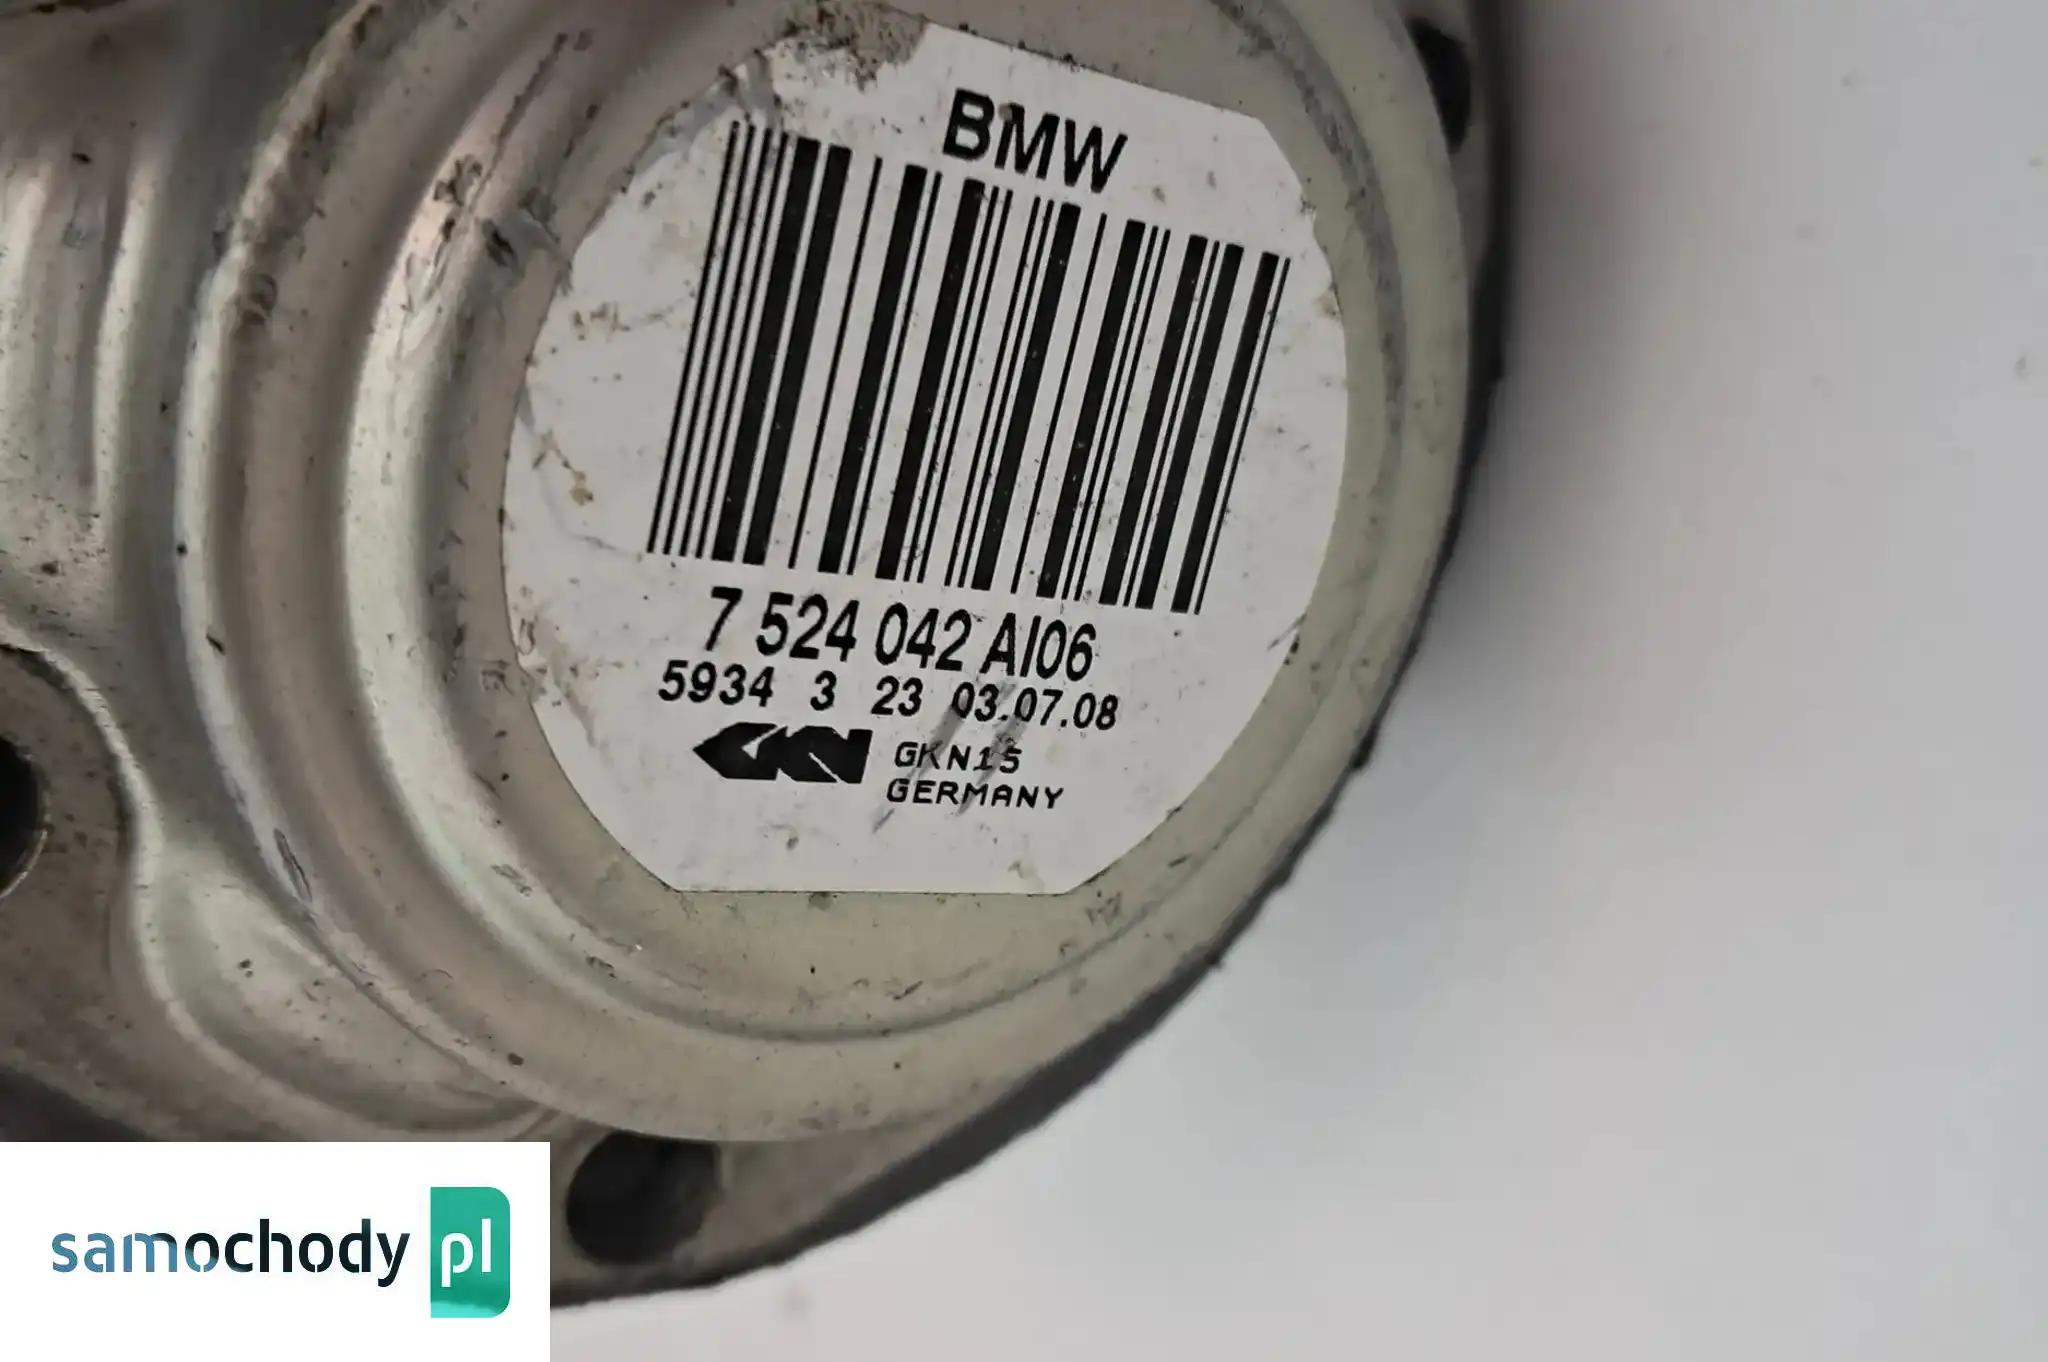 BMW
7 524 042 AI06
5934 3 23 03.07.08
GKN GKN15
GERMANY
samochody pl